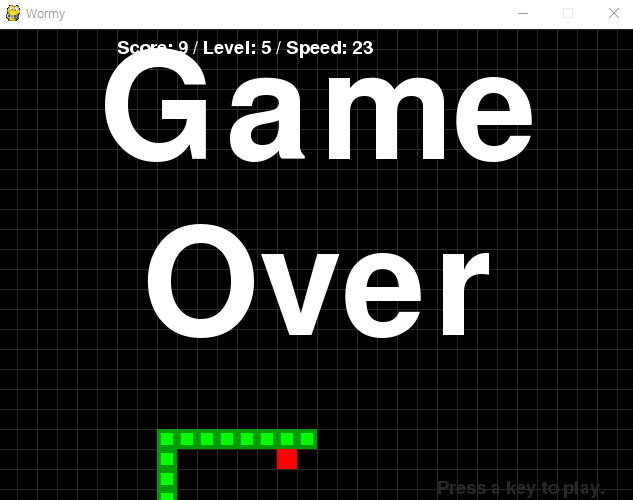 Wormy
Score: 9 / Level: 5 / Speed: 23
Game
Over
Press a key to play.